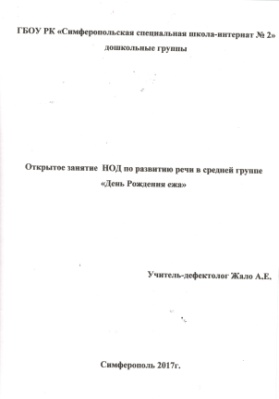 ГБОУ РК «Симферопольская специальная школа-интернат № 2»
дошкольные группы
Открытое занятие НОД по развитию речи в средней группе
«День Рождения ежа»
Учитель-дефектолог Жало А.Е.
Симферополь 2017г.